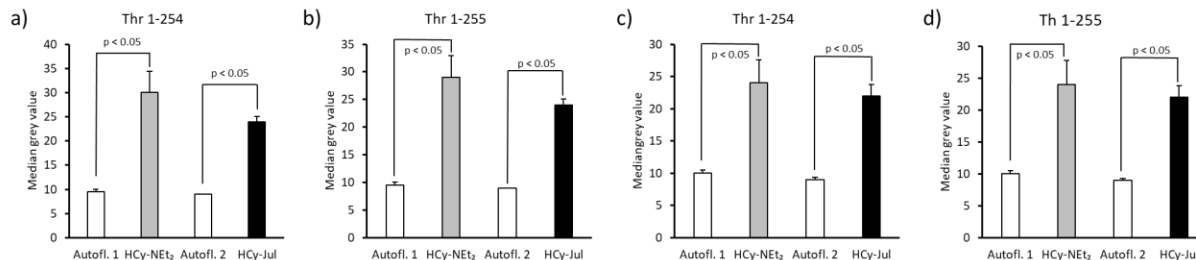 a)
Thr 1-254
Median grey value
40
35
30
25
20
15
10
5
0
p < 0.05
p < 0.05
Autofl. 1 HCy-NEt₂ Autofl. 2 HCy-Jul
b)
Thr 1-255
Median grey value
35
30
25
20
15
10
5
0
p < 0.05
p < 0.05
Autofl. 1 HCy-NEt₂ Autofl. 2 HCy-Jul
c)
Thr 1-254
Mediangrey value
30
25
20
15
10
5
0
p < 0.05
p < 0.05
Autofl. 1 HCy-NEt₂ Autofl. 2 HCy-Jul
d)
Th 1-255
Median grey value
30
25
20
15
10
5
0
p < 0.05
p < 0.05
Autofl. 1 HCy-NEt₂ Autofl. 2 HCy-Jul